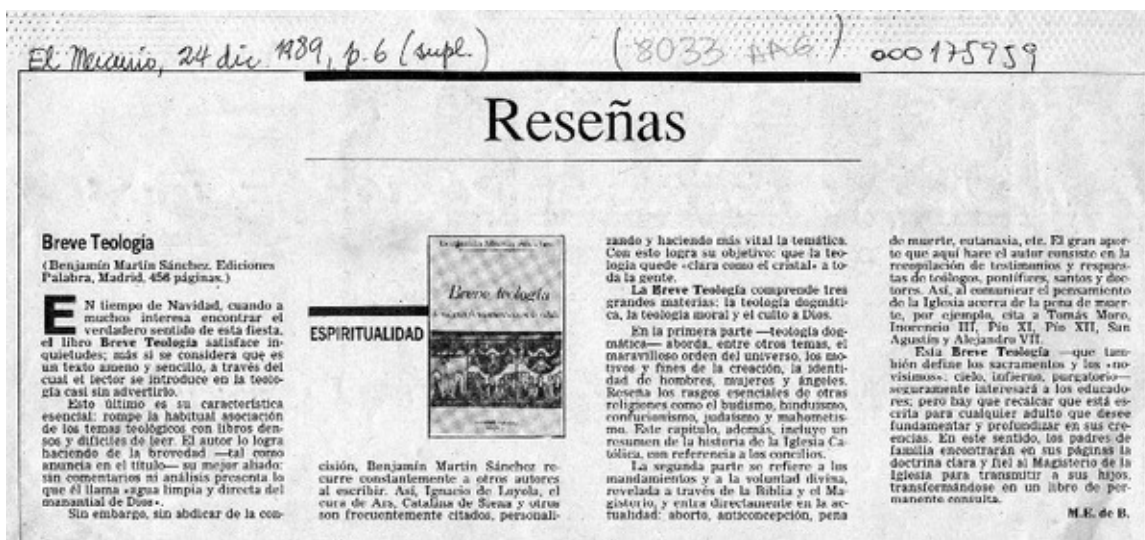 El Mercurio, 24 dic 1989, p. 6 (supl.)
(8033 AAG)
000175959
Reseñas
Breve Teología
(Benjamín Martín Sánchez. Ediciones
Palabra, Madrid, 456 páginas.)
EN tiempo de Navidad, cuando a
muchos interesa encontrar el
verdadero sentido de esta fiesta,
el libro Breve Teología satisface in-
quietudes; más si se considera que es
un texto ameno y sencillo, a través del
cual el lector se introduce en la teolo-
gía casi sin advertirlo.
Esto último es su característica
esencial: rompe la habitual asociación
de los temas teológicos con libros den-
sos y difíciles de leer. El autor lo logra
haciendo de la brevedad —tal como
anuncia en el título— su mejor aliado:
sin comentarios ni análisis presenta lo
que él llama «agua limpia y directa del
manantial de Dios».
Sin embargo, sin abdicar de la con-
ESPIRITUALIDAD
Breve teología
cisión, Benjamín Martín Sánchez re-
curre constantemente a otros autores
al escribir. Así, Ignacio de Loyola, el
cura de Ars, Catalina de Siena y otros
son frecuentemente citados, personali-
zando y haciendo más vital la temática.
Con esto logra su objetivo: que la teo-
logía quede «clara como el cristal» a to-
da la gente.
La Breve Teología comprende tres
grandes materias: la teología dogmáti-
ca, la teología moral y el culto a Dios.
En la primera parte —teología dog-
mática— aborda, entre otros temas, el
maravilloso orden del universo, los mo-
tivos y fines de la creación, la identi-
dad de hombres, mujeres y ángeles.
Reseña los rasgos esenciales de otras
religiones como el budismo, hinduismo,
confucionismo, judaísmo y mahometis-
mo. Este capítulo, además, incluye un
resumen de la historia de la Iglesia Ca-
tólica, con referencia a los concilios.
La segunda parte se refiere a los
mandamientos y a la voluntad divina,
revelada a través de la Biblia y el Ma-
gisterio, y entra directamente en la ac-
tualidad: aborto, anticoncepción, pena
de muerte, eutanasia, etc. El gran apor-
te que aquí hace el autor consiste en la
recopilación de testimonios y respues-
tas de teólogos, pontífices, santos y doc-
tores. Así, al comunicar el pensamiento
de la Iglesia acerca de la pena de muer-
te, por ejemplo, cita a Tomás Moro,
Inocencio III, Pío XI, Pío XII, San
Agustín y Alejandro VII.
Esta Breve Teología —que tam-
bién define los sacramentos y los «no-
vísimos»: cielo, infierno, purgatorio—
seguramente interesará a los educado-
res; pero hay que recalcar que está es-
crita para cualquier adulto que desee
fundamentar y profundizar en sus cre-
encias. En este sentido, los padres de
familia encontrarán en sus páginas la
doctrina clara y fiel al Magisterio de la
Iglesia para transmitir a sus hijos,
transformándose en un libro de per-
manente consulta.
M.E. de B.